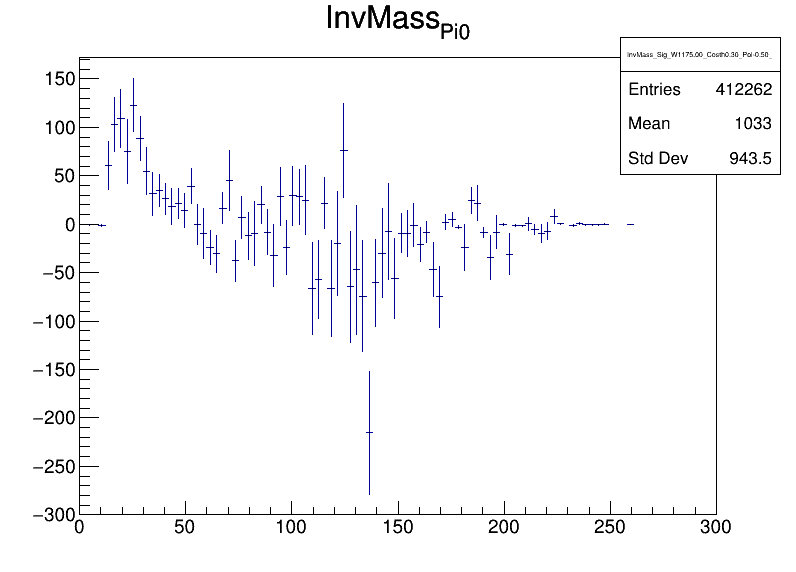 InvMass_Pi0
InvMass_Sig_W1175.00_Costh0.30_Pol-0.50_
Entries 412262
Mean 1033
Std Dev 943.5
150
100
50
0
−50
−100
−150
−200
−250
−300
0 50 100 150 200 250 300